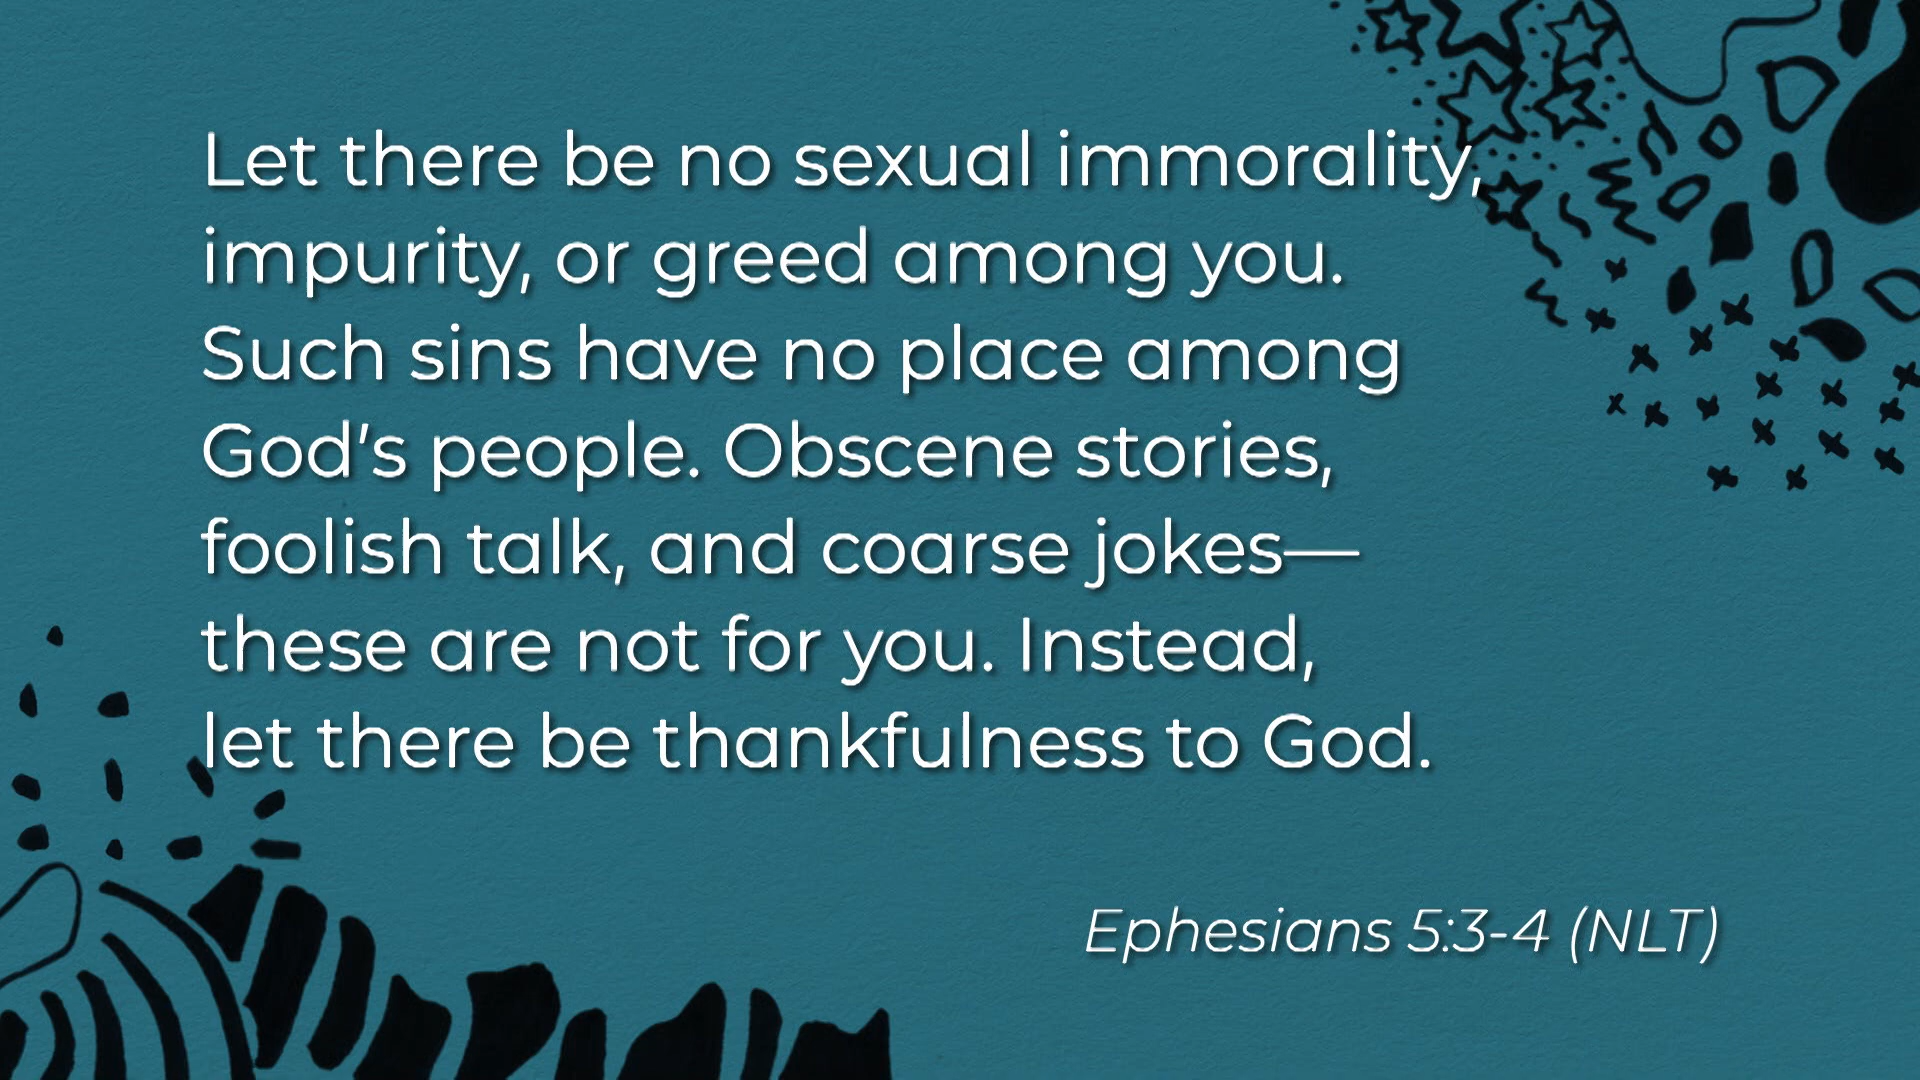 Let there be no sexual immorality,
impurity, or greed among you.
Such sins have no place among
God's people. Obscene stories,
foolish talk, and coarse jokes—
these are not for you. Instead,
let there be thankfulness to God.
Ephesians 5:3-4 (NLT)